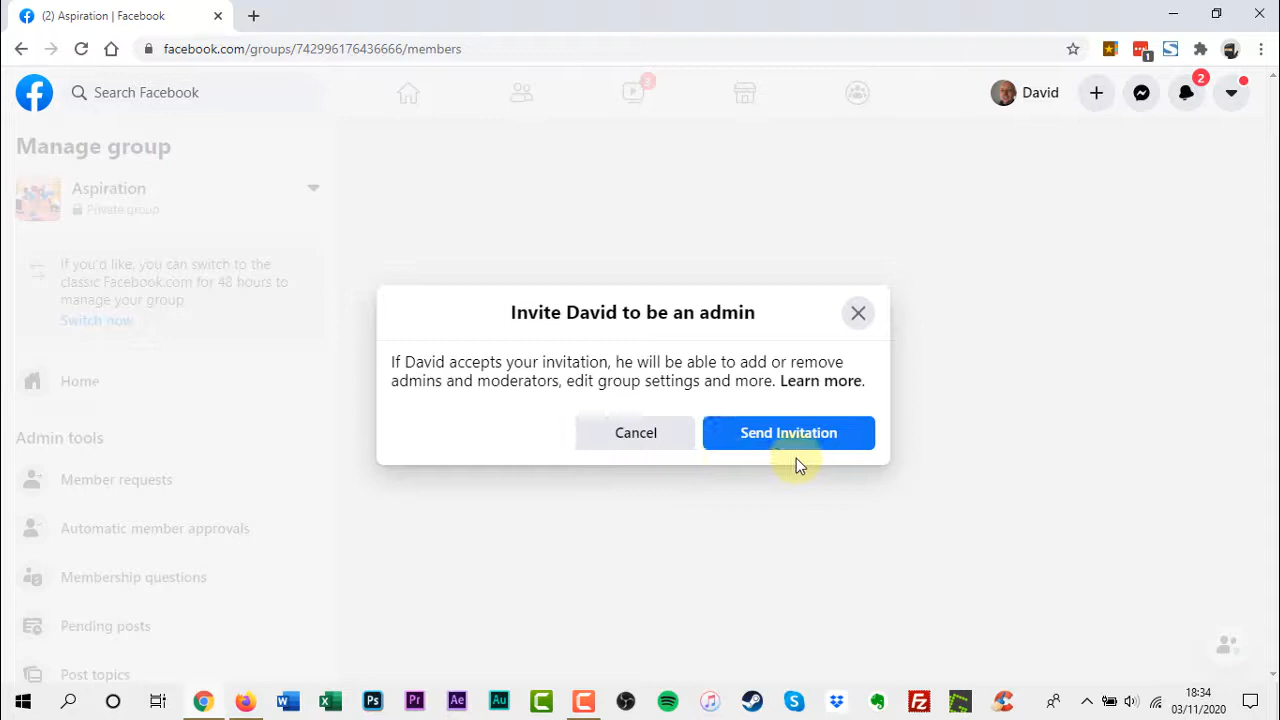 (2) Aspiration | Facebook
facebook.com/groups/742996176436666/members
1
Search Facebook
3
David
2
Manage group
Aspiration
Private group
If you'd like, you can switch to the
classic Facebook.com for 48 hours to
manage your group
Switch now
Home
Admin tools
Member requests
Automatic member approvals
Membership questions
Pending posts
Post topics
Invite David to be an admin
If David accepts your invitation, he will be able to add or remove
admins and moderators, edit group settings and more. Learn more.
Cancel
Send Invitation
18:34
03/11/2020